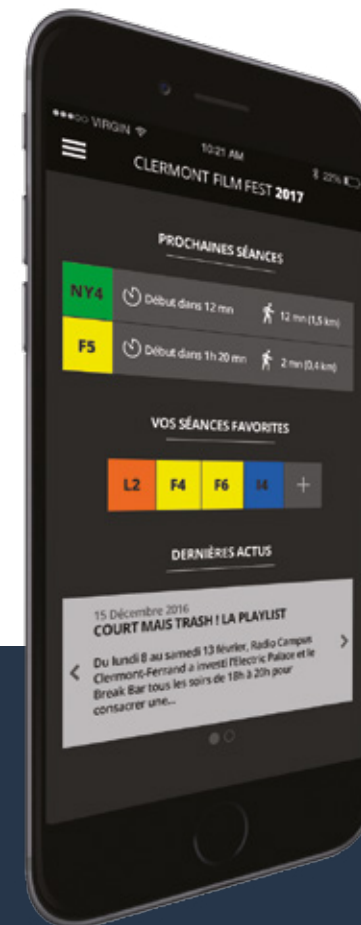 VIRGIN 10:21 AM 22%
CLERMONT FILM FEST 2017
PROCHAINES SÉANCES
NY4 Début dans 12 mn 12 mn (1,5 km)
F5 Début dans 1h 20 mn 2 mn (0,4 km)
VOS SÉANCES FAVORITES
L2 F4 F6 I4 +
DERNIÈRES ACTUS
15 Décembre 2016
COURT MAIS TRASH ! LA PLAYLIST
Du lundi 8 au samedi 13 février, Radio Campus
Clermont-Ferrand a investi l'Electric Palace et le
Break Bar tous les soirs de 18h à 20h pour
consacrer une...